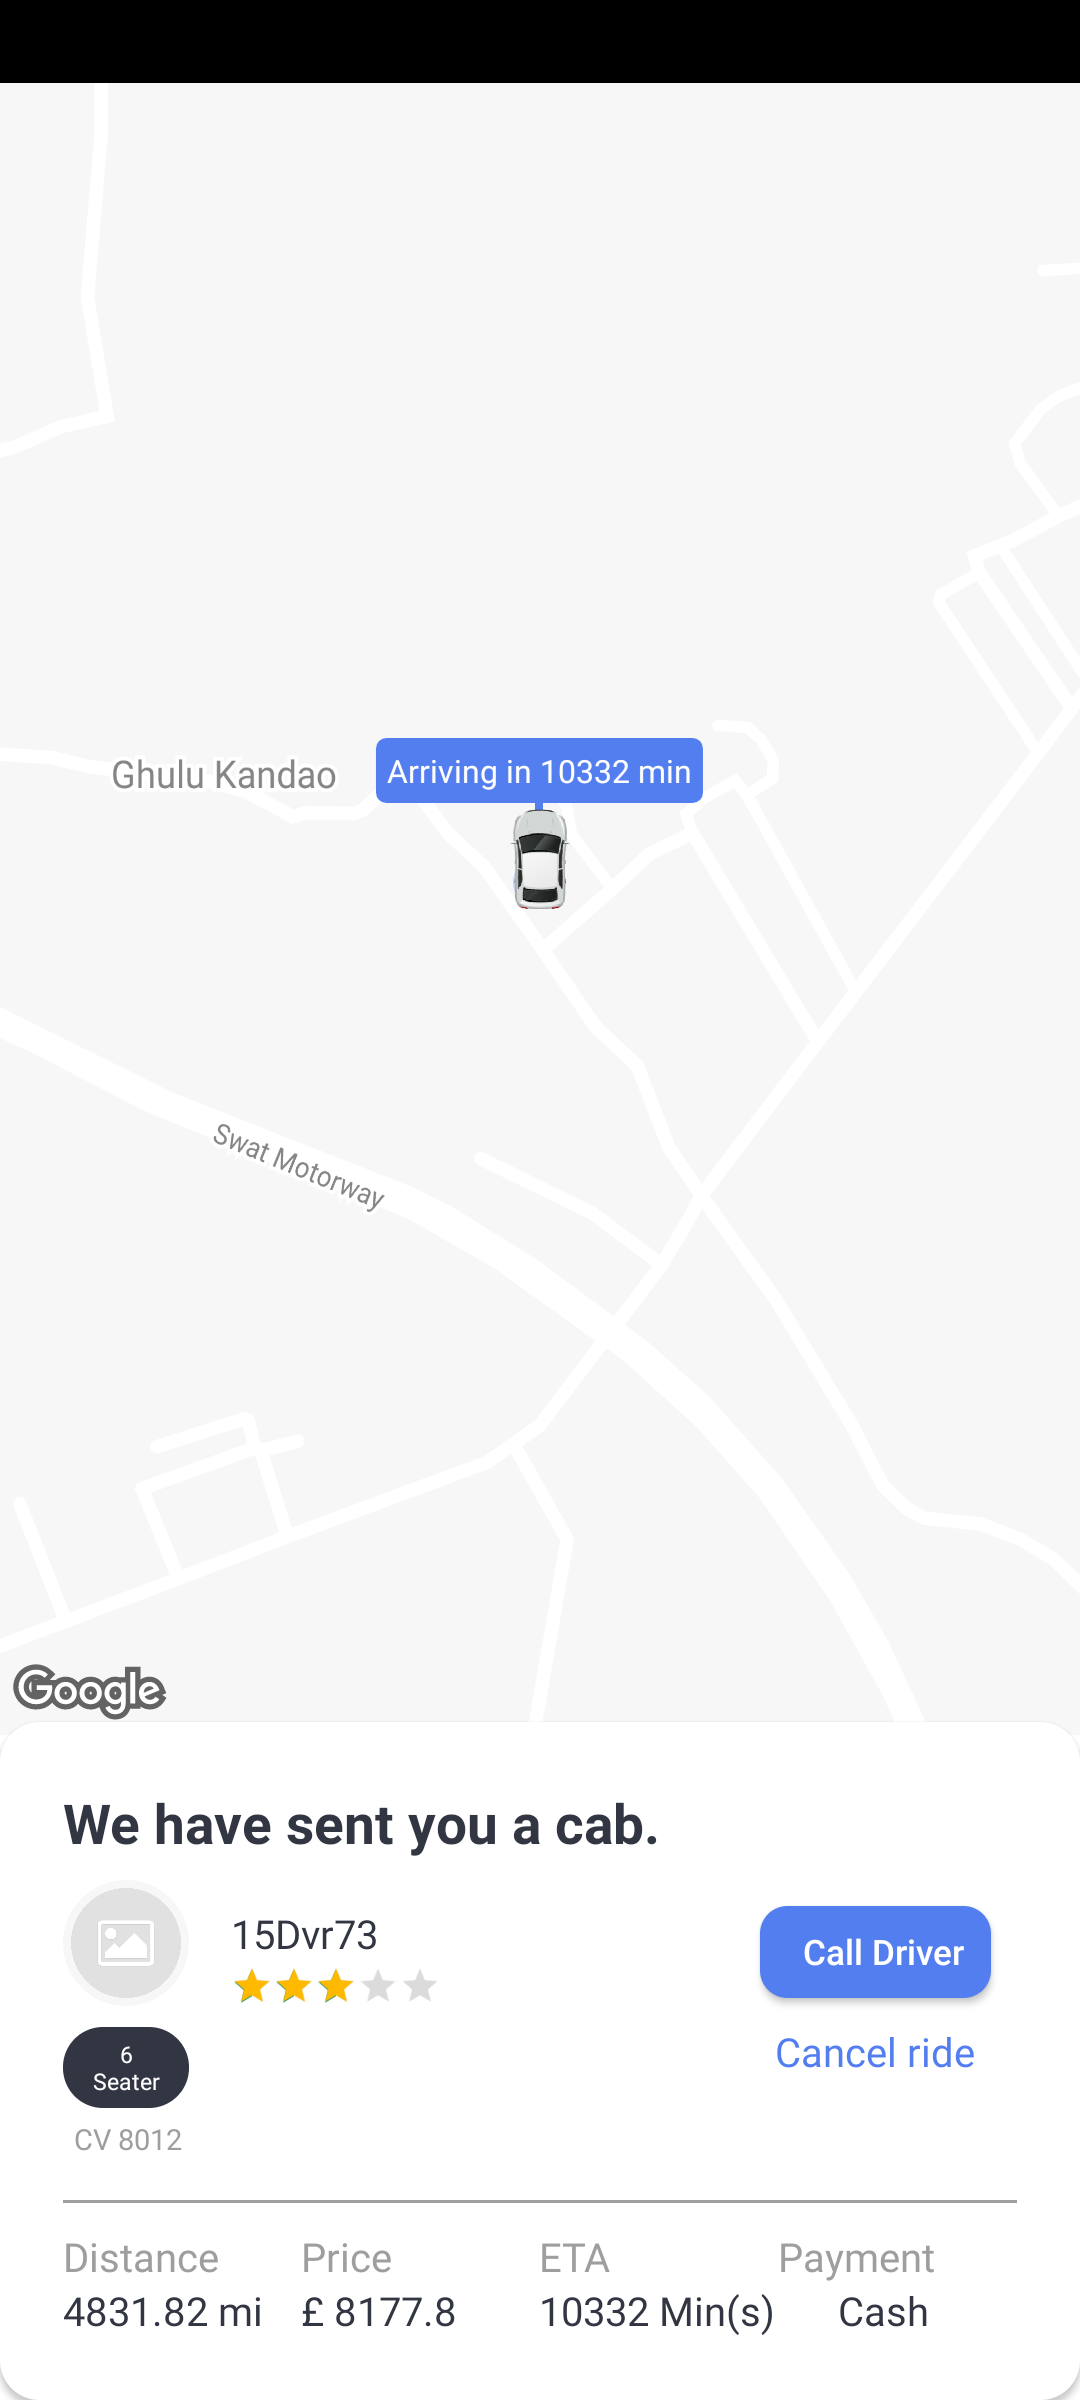 Ghulu Kandao
Arriving in 10332 min
Swat Motorway
Google
We have sent you a cab.
15Dvr73
Call Driver
Cancel ride
6
Seater
CV 8012
Distance Price ETA Payment
4831.82 mi £ 8177.8 10332 Min(s) Cash